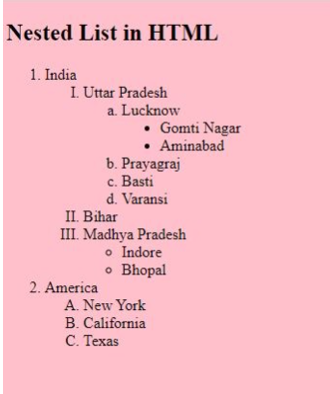 Nested List in HTML
1. India
I. Uttar Pradesh
a. Lucknow
• Gomti Nagar
• Aminabad
b. Prayagraj
c. Basti
d. Varansi
II. Bihar
III. Madhya Pradesh
○ Indore
○ Bhopal
2. America
A. New York
B. California
C. Texas